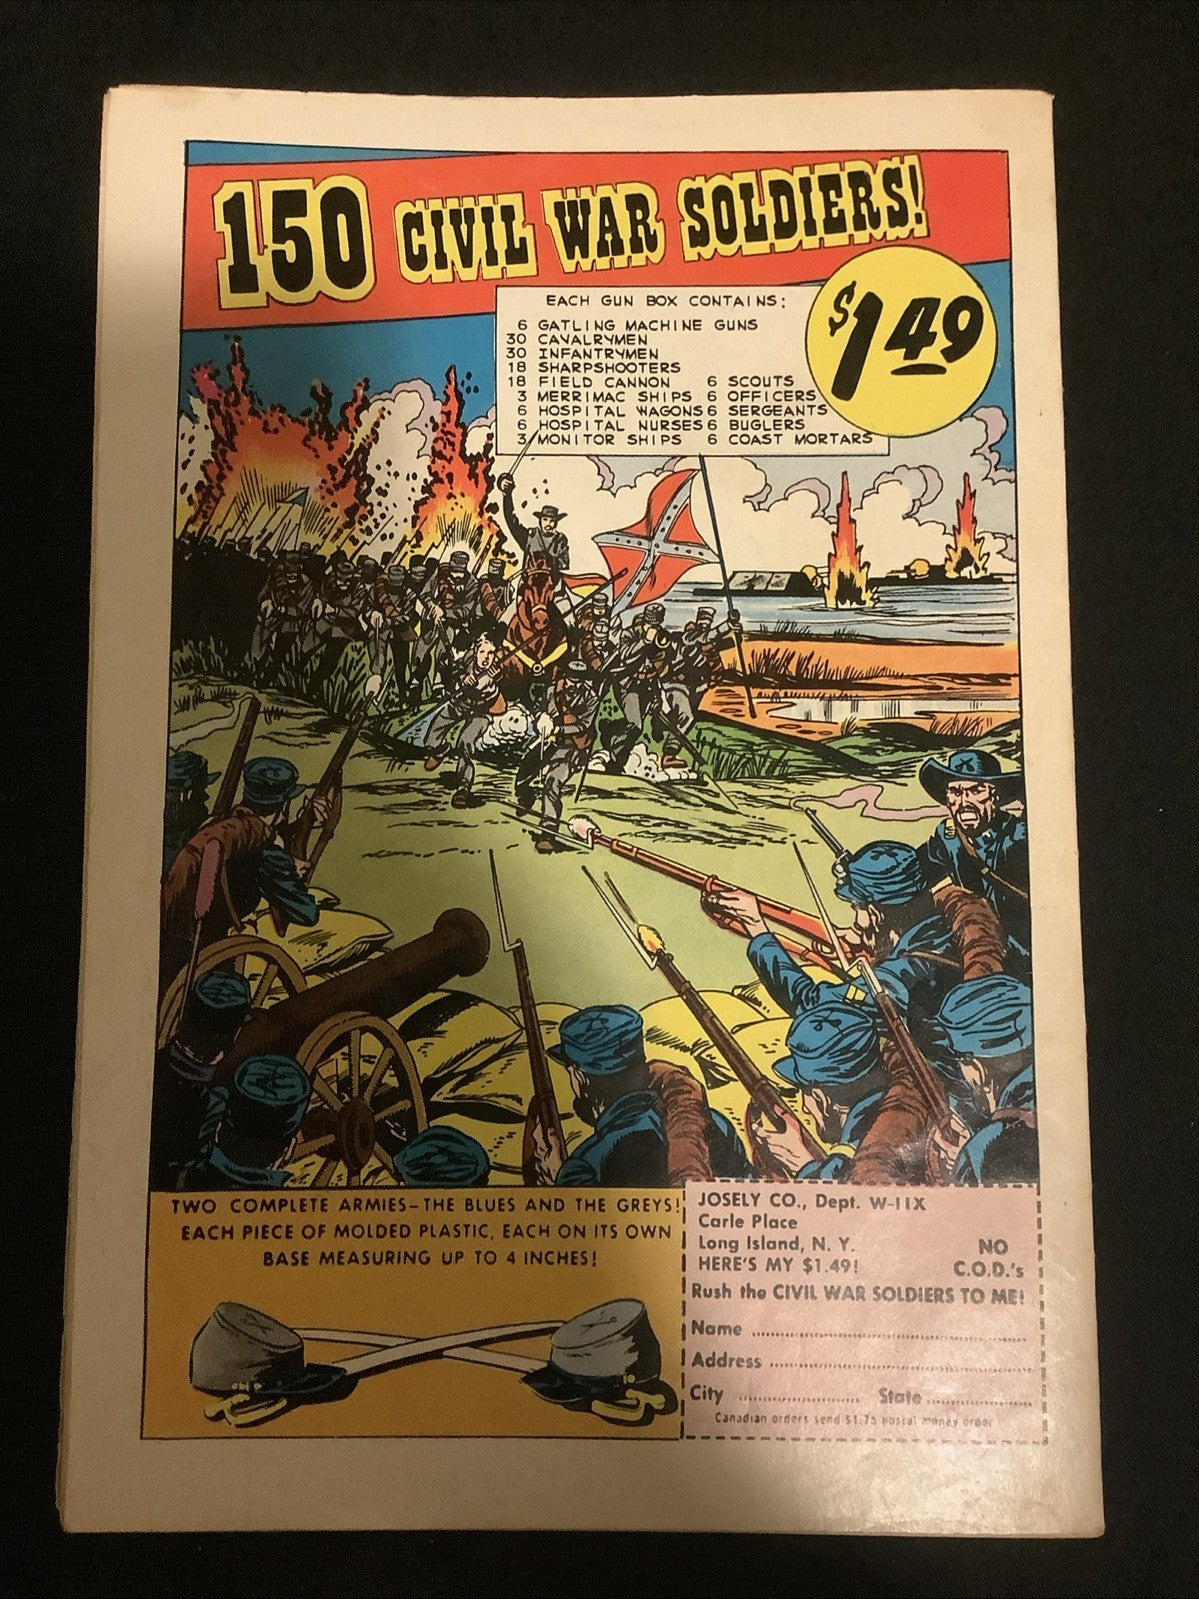 150 CIVIL WAR SOLDIERS!
$1.49
EACH GUN BOX CONTAINS:
6 GATLING MACHINE GUNS
30 CAVALRYMEN
30 INFANTRYMEN
18 SHARPSHOOTERS
18 FIELD CANNON 6 SCOUTS
3 MERRIMAC SHIPS 6 OFFICERS
6 HOSPITAL WAGONS 6 SERGEANTS
6 HOSPITAL NURSES 6 BUGLERS
3 MONITOR SHIPS 6 COAST MORTARS
TWO COMPLETE ARMIES—THE BLUES AND THE GREYS!
EACH PIECE OF MOLDED PLASTIC, EACH ON ITS OWN
BASE MEASURING UP TO 4 INCHES!
JOSELY CO., Dept. W-11X
Carle Place
Long Island, N. Y. NO
HERE'S MY $1.49! C.O.D.'s
Rush the CIVIL WAR SOLDIERS TO ME!
Name
Address
City State
Canadian orders send $1.75 postal money order